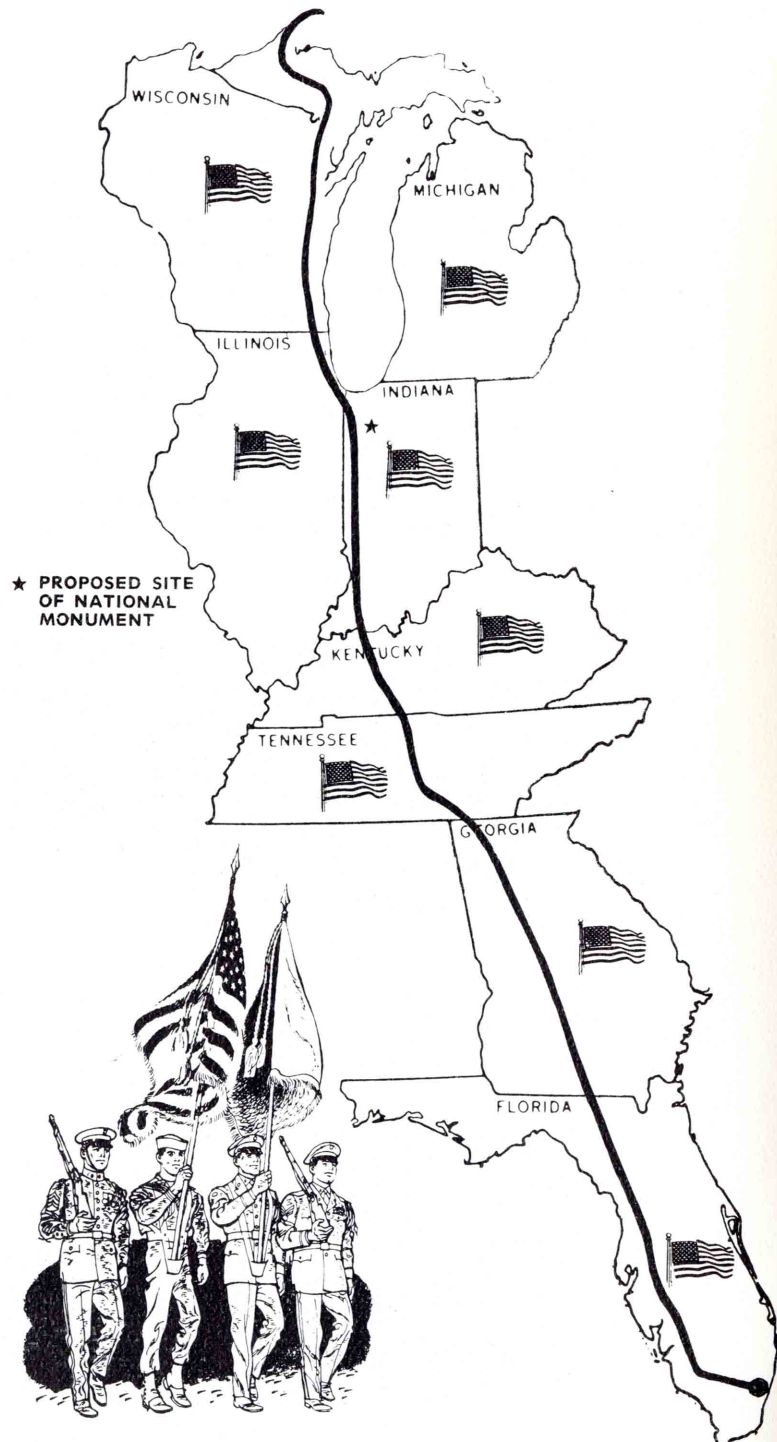 WISCONSIN
MICHIGAN
ILLINOIS
INDIANA
★ PROPOSED SITE
OF NATIONAL
MONUMENT
KENTUCKY
TENNESSEE
GEORGIA
FLORIDA